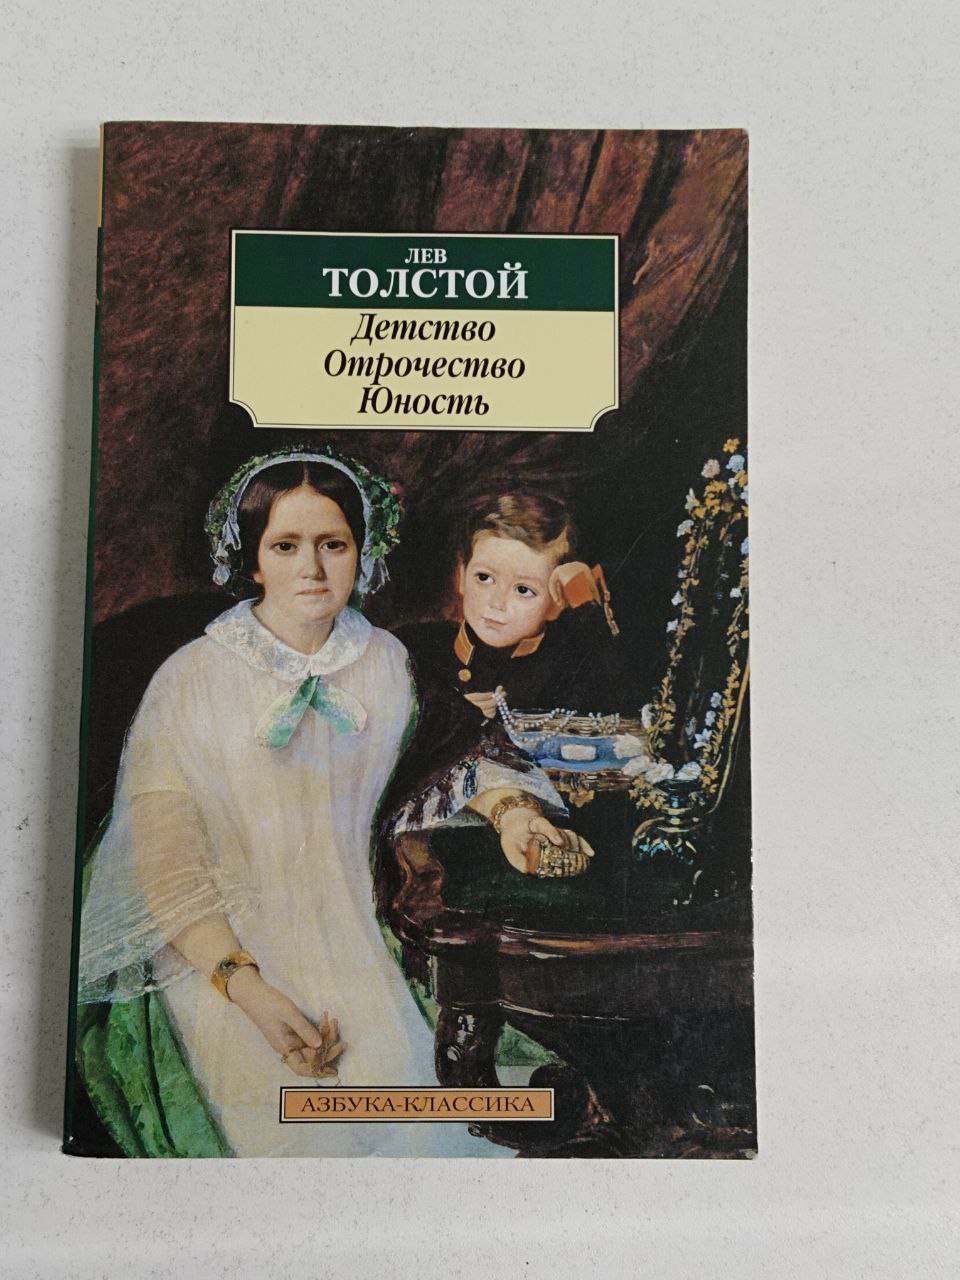 ЛЕВ
ТОЛСТОЙ
Детство
Отрочество
Юность
АЗБУКА-КЛАССИКА